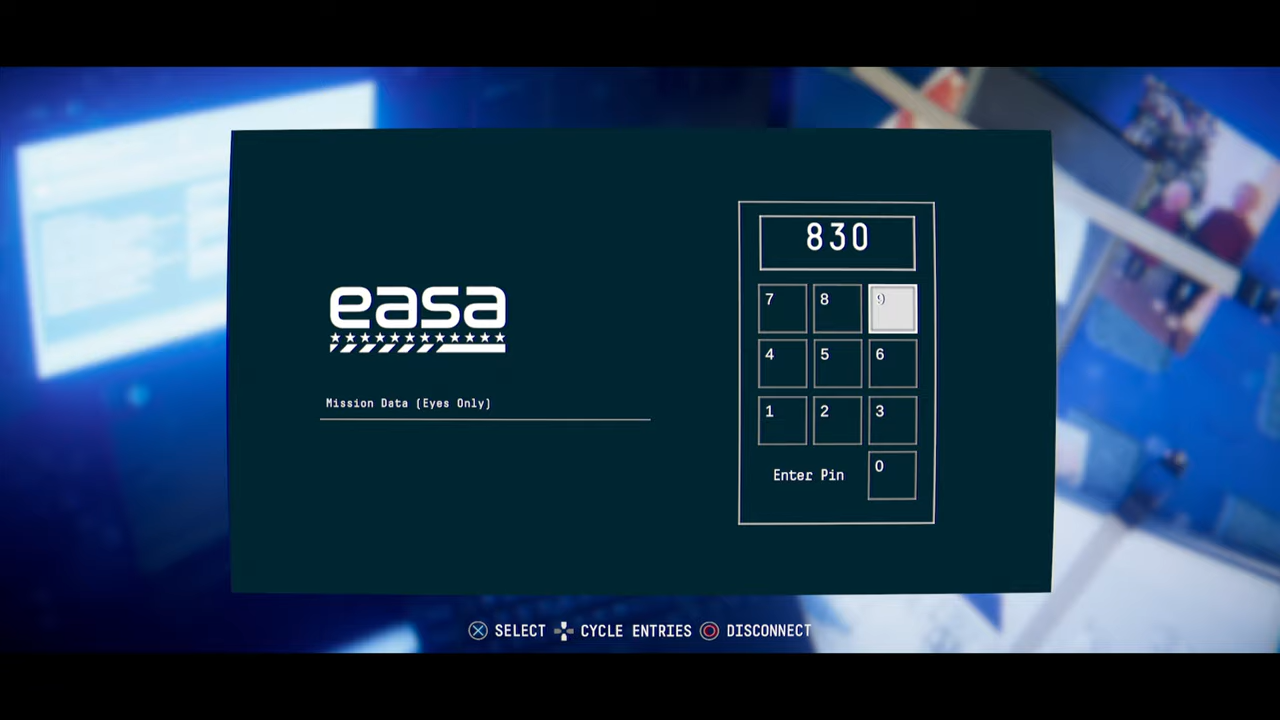 easa
Mission Data (Eyes Only)
830
7 8 9
4 5 6
1 2 3
Enter Pin 0
SELECT CYCLE ENTRIES DISCONNECT